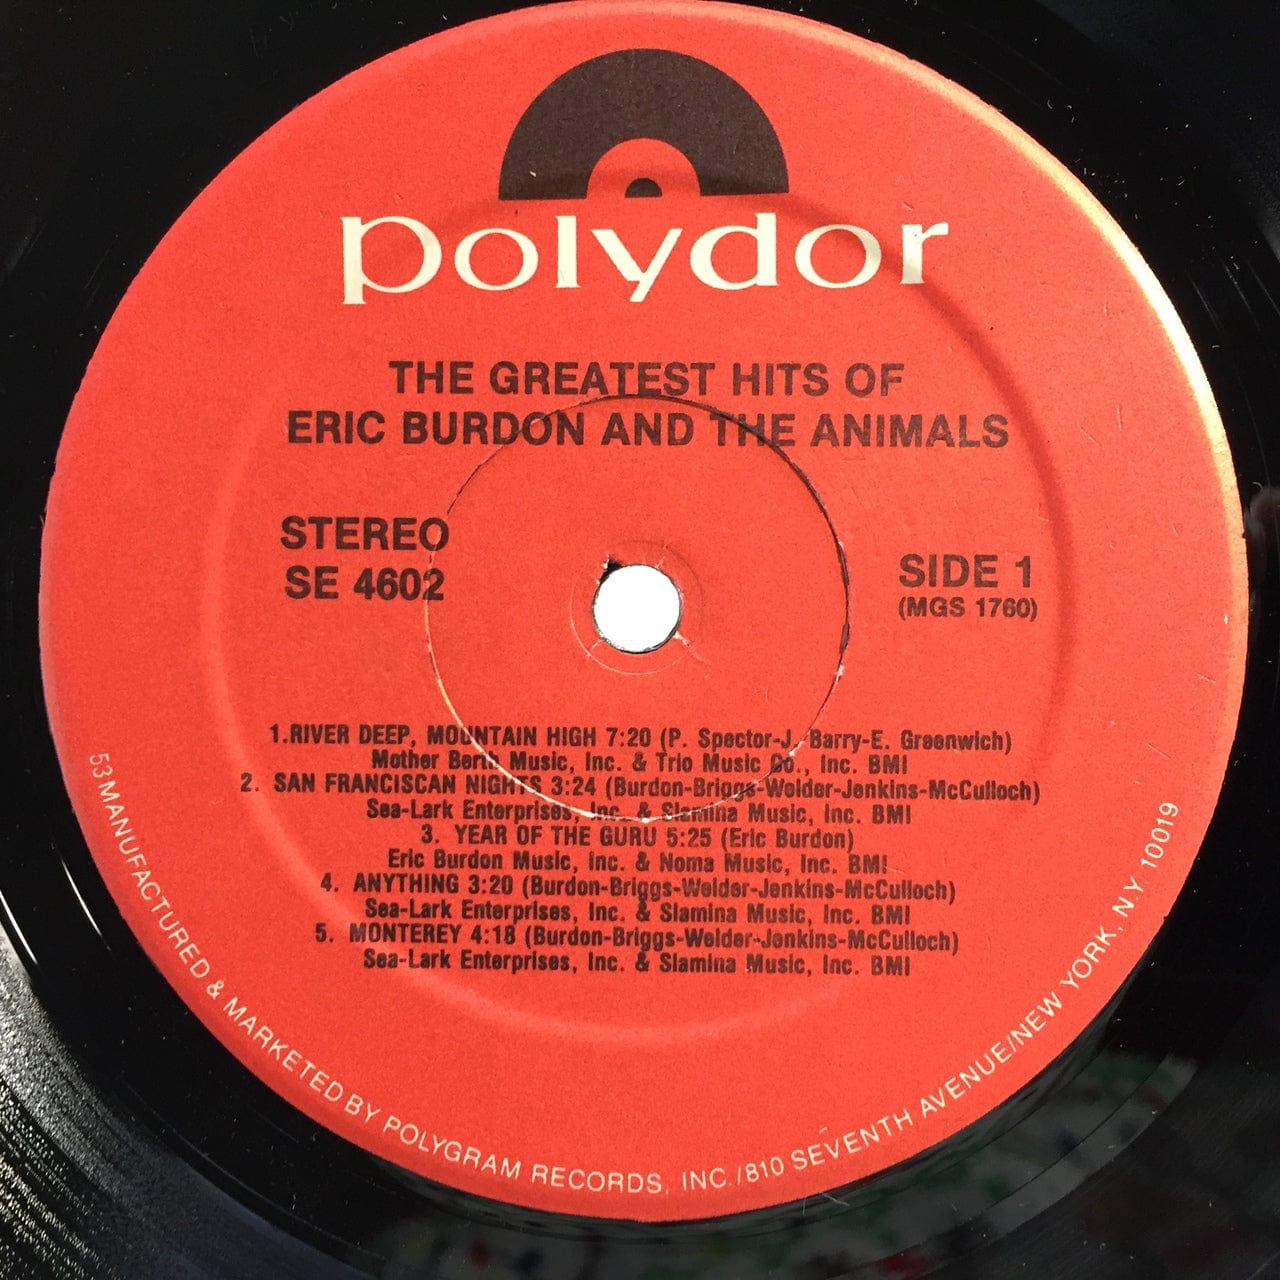 polydor
THE GREATEST HITS OF
ERIC BURDON AND THE ANIMALS
STEREO
SE 4602
SIDE 1
(MGS 1760)
1.RIVER DEEP, MOUNTAIN HIGH 7:20 (P. Spector-J. Barry-E. Greenwich)
Mother Berth Music, Inc. & Trio Music Co., Inc. BMI
2. SAN FRANCISCAN NIGHTS 3:24 (Burdon-Briggs-Weider-Jenkins-McCulloch)
Sea-Lark Enterprises, Inc. & Slamina Music, Inc. BMI
3. YEAR OF THE GURU 5:25 (Eric Burdon)
Eric Burdon Music, Inc. & Noma Music, Inc. BMI
4. ANYTHING 3:20 (Burdon-Briggs-Weider-Jenkins-McCulloch)
Sea-Lark Enterprises, Inc. & Slamina Music, Inc. BMI
5. MONTEREY 4:18 (Burdon-Briggs-Weider-Jenkins-McCulloch)
Sea-Lark Enterprises, Inc. & Slamina Music, Inc. BMI
53 MANUFACTURED & MARKETED BY POLYGRAM RECORDS, INC./810 SEVENTH AVENUE/NEW YORK, N.Y. 10019